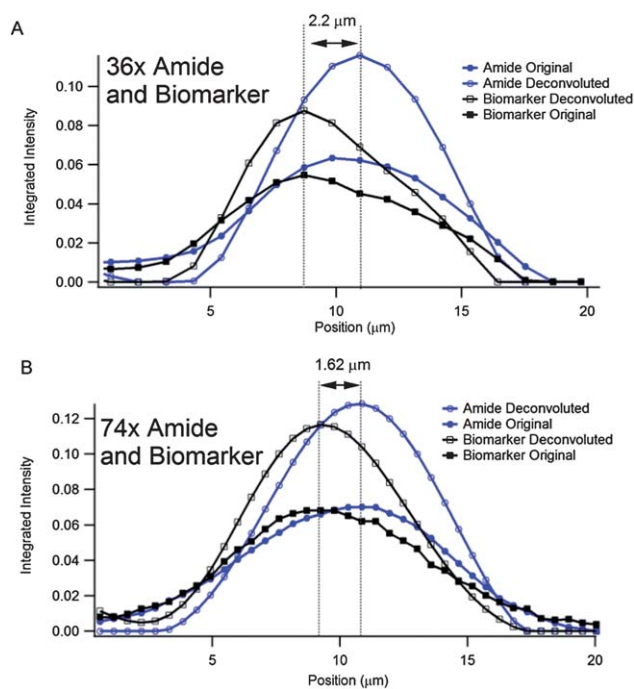 A
2.2 μm
36x Amide
and Biomarker
Amide Original
Amide Deconvoluted
Biomarker Deconvoluted
Biomarker Original
Integrated Intensity
0.10
0.08
0.06
0.04
0.02
0.00
5
10
15
20
Position (μm)
B
1.62 μm
74x Amide
and Biomarker
Amide Deconvoluted
Amide Original
Biomarker Deconvoluted
Biomarker Original
Integrated Intensity
0.12
0.10
0.08
0.06
0.04
0.02
0.00
5
10
15
20
Position (μm)